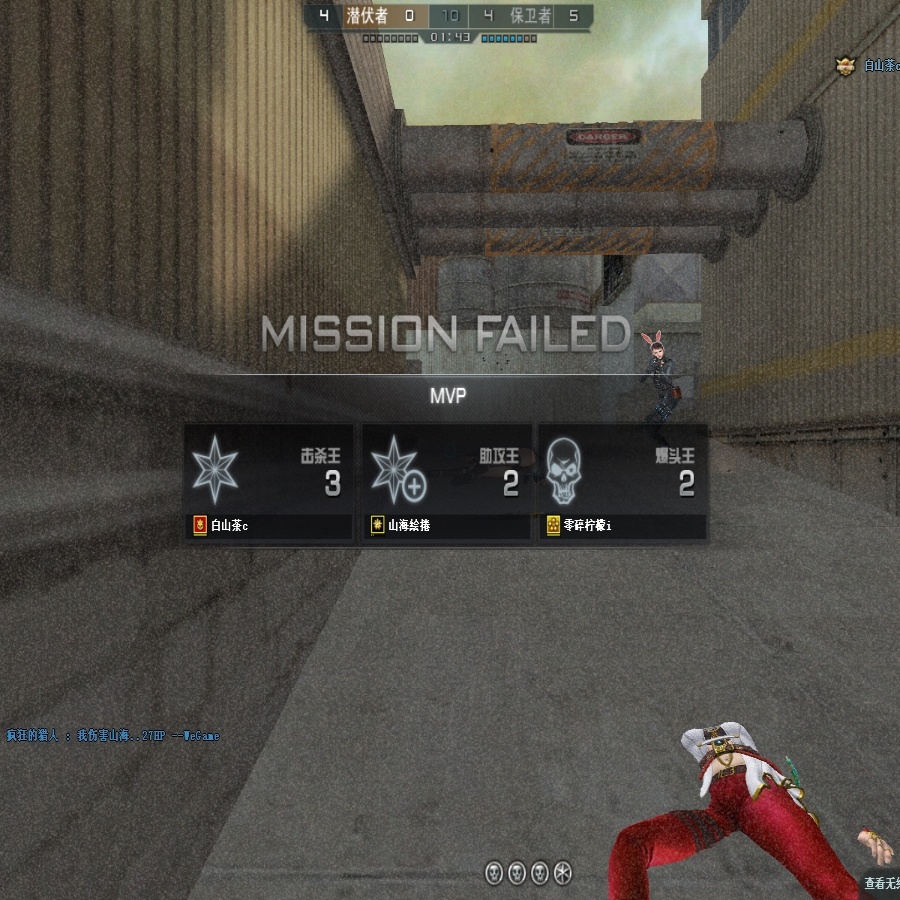 4 潜伏者 0 10 4 保卫者 5
01:43
白山茶c
DANGER
MISSION FAILED
MVP
击杀王 助攻王 爆头王
3 2 2
白山茶c 山海绘捲 零碎柠檬i
疯狂的猎人 : 我伤害山海..27HP --WeGame
查看无